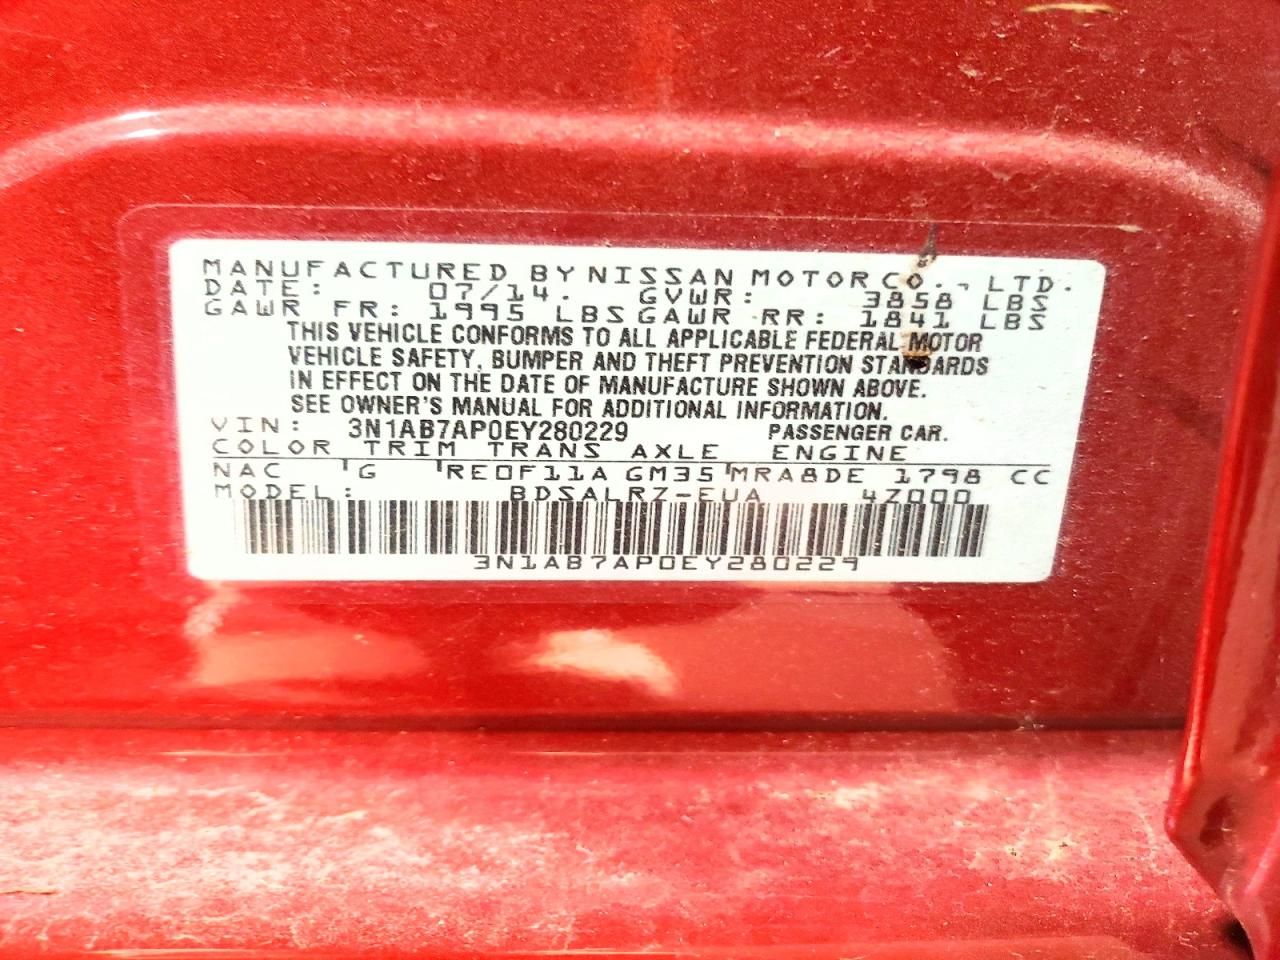 MANUFACTURED BY NISSAN MOTOR CO., LTD.
DATE: 07/14. GVWR: 3858 LBS
GAWR FR: 1995 LBS GAWR RR: 1841 LBS
THIS VEHICLE CONFORMS TO ALL APPLICABLE FEDERAL MOTOR
VEHICLE SAFETY, BUMPER AND THEFT PREVENTION STANDARDS
IN EFFECT ON THE DATE OF MANUFACTURE SHOWN ABOVE.
SEE OWNER'S MANUAL FOR ADDITIONAL INFORMATION.
VIN: 3N1AB7AP0EY280229 PASSENGER CAR.
COLOR TRIM TRANS AXLE ENGINE
NAC G RE0F11A GM35 MRA8DE 1798 CC
MODEL: BDSALRZ-EUA 4Z000
3N1AB7AP0EY280229